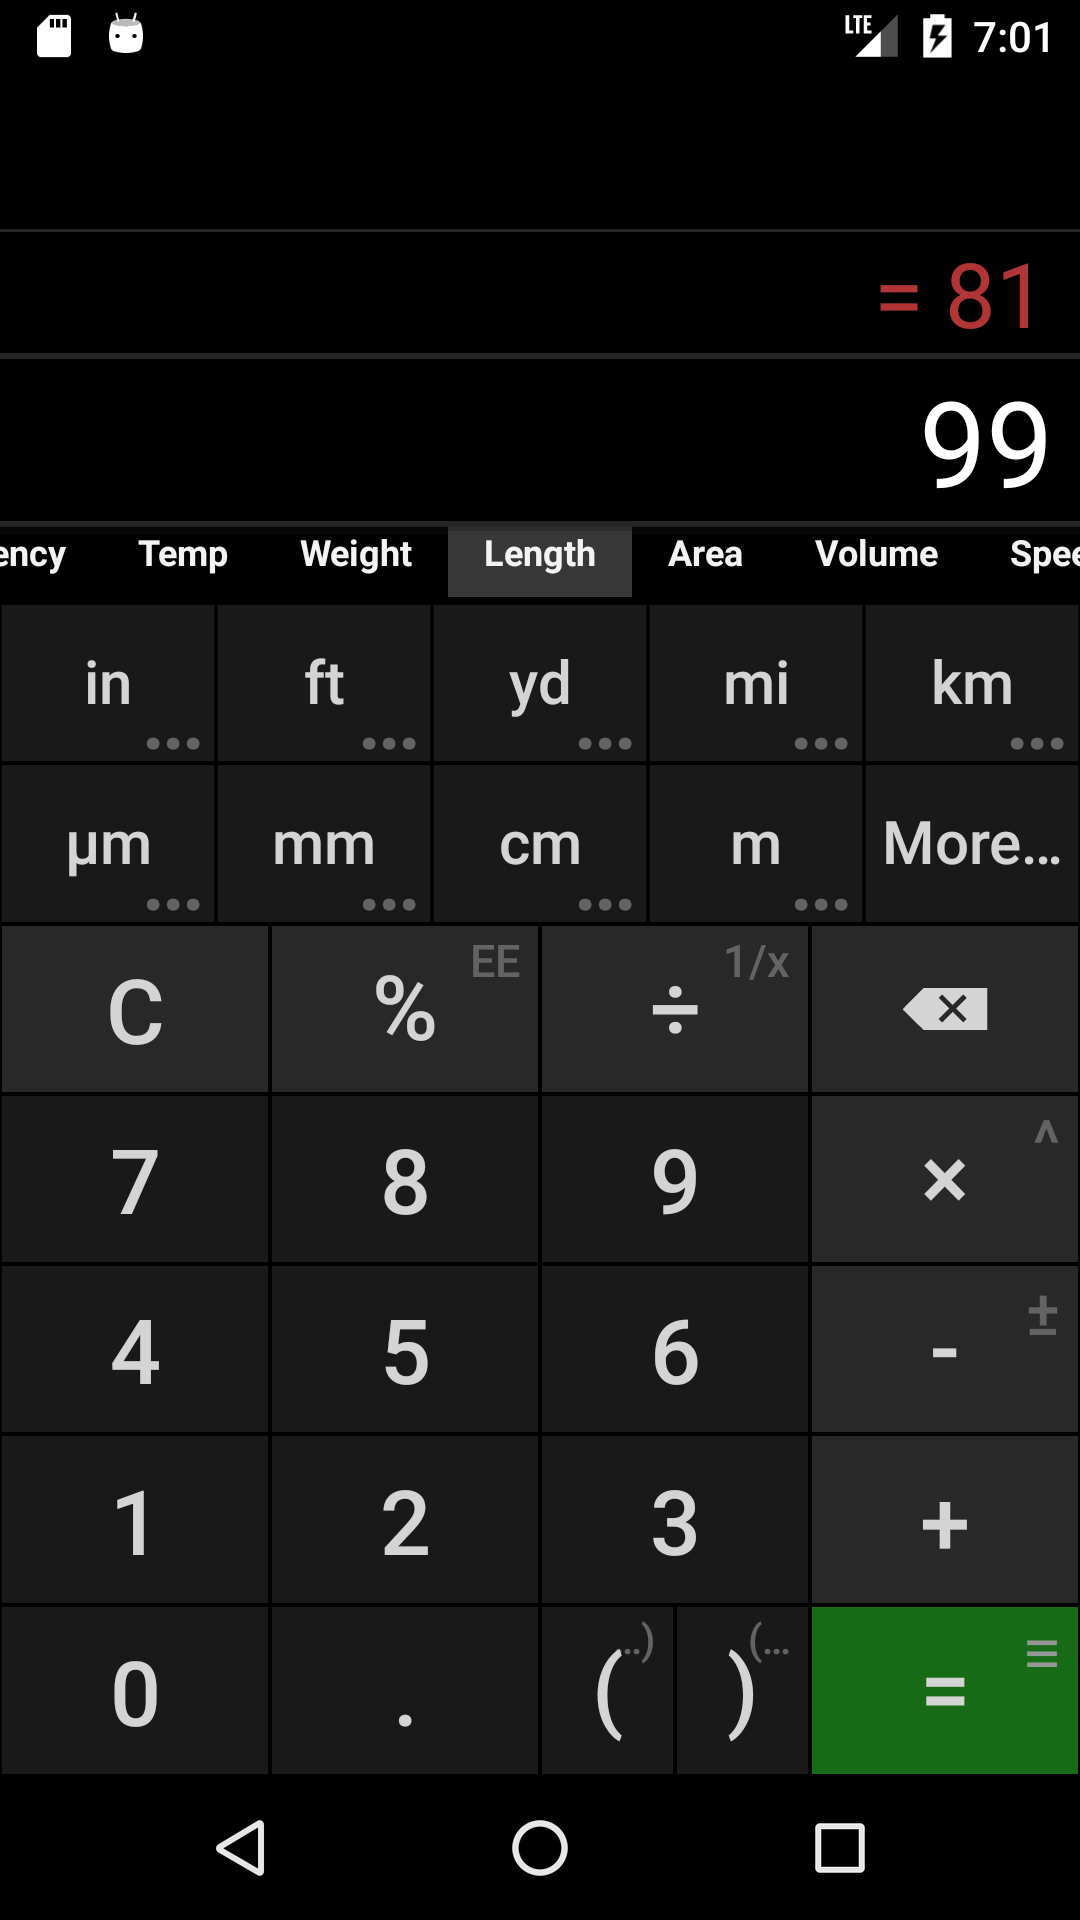 LTE 7:01
= 81
99
ency Temp Weight Length Area Volume Spee
in ft yd mi km
µm mm cm m More...
C % EE ÷ 1/x
7 8 9 × ^
4 5 6 - ±
1 2 3 +
0 . ( ..) ) (... =